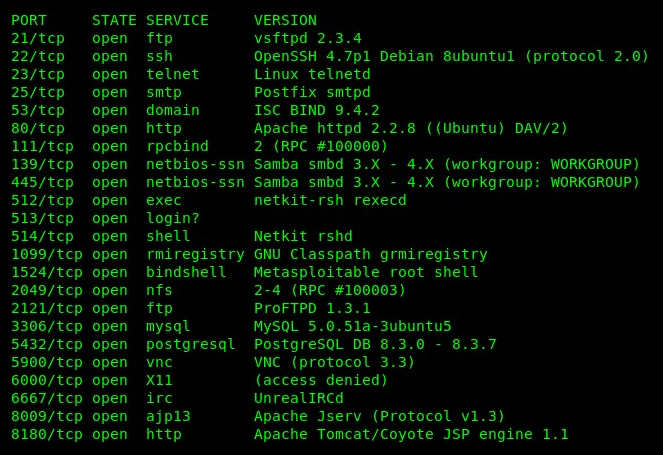 PORT     STATE SERVICE     VERSION
21/tcp   open  ftp         vsftpd 2.3.4
22/tcp   open  ssh         OpenSSH 4.7p1 Debian 8ubuntu1 (protocol 2.0)
23/tcp   open  telnet      Linux telnetd
25/tcp   open  smtp        Postfix smtpd
53/tcp   open  domain      ISC BIND 9.4.2
80/tcp   open  http        Apache httpd 2.2.8 ((Ubuntu) DAV/2)
111/tcp  open  rpcbind     2 (RPC #100000)
139/tcp  open  netbios-ssn Samba smbd 3.X - 4.X (workgroup: WORKGROUP)
445/tcp  open  netbios-ssn Samba smbd 3.X - 4.X (workgroup: WORKGROUP)
512/tcp  open  exec        netkit-rsh rexecd
513/tcp  open  login?
514/tcp  open  shell       Netkit rshd
1099/tcp open  rmiregistry GNU Classpath grmiregistry
1524/tcp open  bindshell   Metasploitable root shell
2049/tcp open  nfs         2-4 (RPC #100003)
2121/tcp open  ftp         ProFTPD 1.3.1
3306/tcp open  mysql       MySQL 5.0.51a-3ubuntu5
5432/tcp open  postgresql  PostgreSQL DB 8.3.0 - 8.3.7
5900/tcp open  vnc         VNC (protocol 3.3)
6000/tcp open  X11         (access denied)
6667/tcp open  irc         UnrealIRCd
8009/tcp open  ajp13       Apache Jserv (Protocol v1.3)
8180/tcp open  http        Apache Tomcat/Coyote JSP engine 1.1